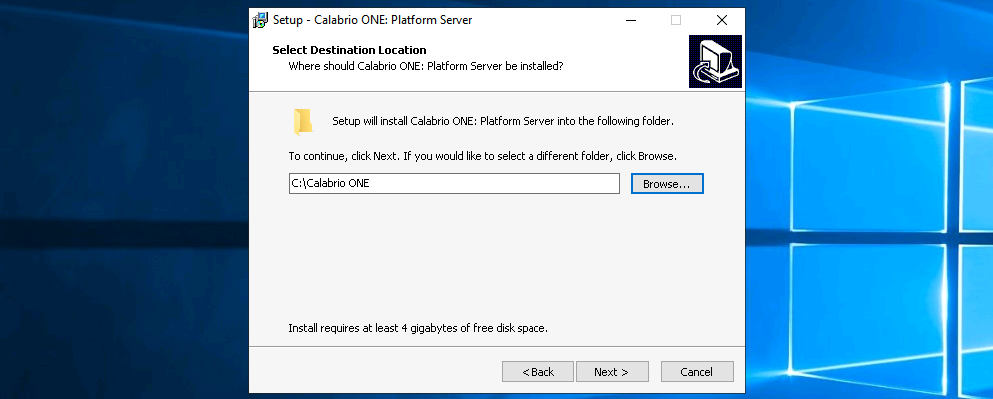 Setup - Calabrio ONE: Platform Server
Select Destination Location
Where should Calabrio ONE: Platform Server be installed?
Setup will install Calabrio ONE: Platform Server into the following folder.
To continue, click Next. If you would like to select a different folder, click Browse.
C:\Calabrio ONE
Browse...
Install requires at least 4 gigabytes of free disk space.
< Back
Next >
Cancel